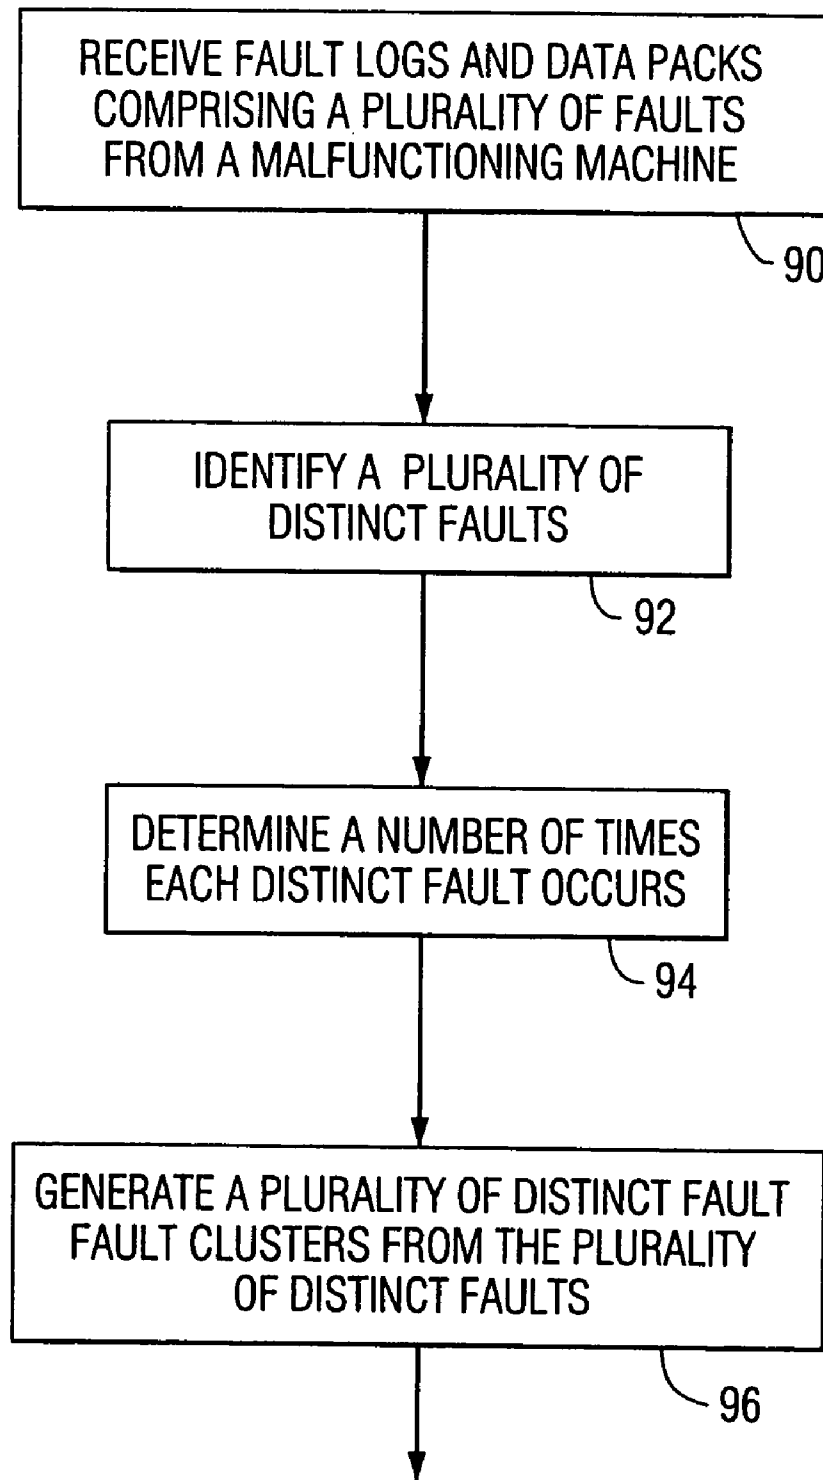 RECEIVE FAULT LOGS AND DATA PACKS
COMPRISING A PLURALITY OF FAULTS
FROM A MALFUNCTIONING MACHINE
90
IDENTIFY A PLURALITY OF
DISTINCT FAULTS
92
DETERMINE A NUMBER OF TIMES
EACH DISTINCT FAULT OCCURS
94
GENERATE A PLURALITY OF DISTINCT FAULT
FAULT CLUSTERS FROM THE PLURALITY
OF DISTINCT FAULTS
96